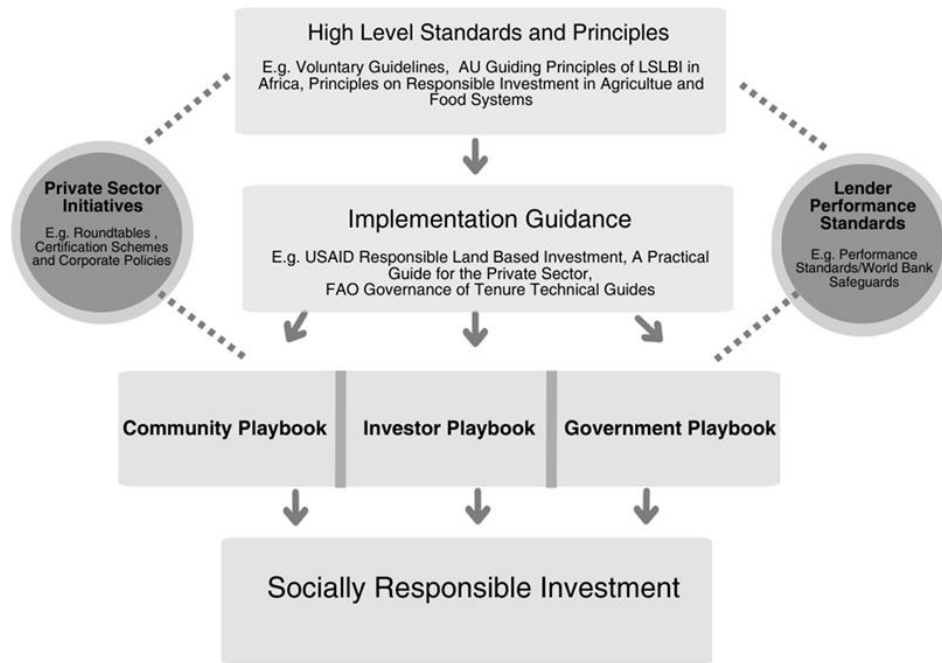 High Level Standards and Principles
E.g. Voluntary Guidelines, AU Guiding Principles of LSLBI in
Africa, Principles on Responsible Investment in Agricultue and
Food Systems
Private Sector
Initiatives
E.g. Roundtables ,
Certification Schemes
and Corporate Policies
Lender
Performance
Standards
E.g. Performance
Standards/World Bank
Safeguards
Implementation Guidance
E.g. USAID Responsible Land Based Investment, A Practical
Guide for the Private Sector,
FAO Governance of Tenure Technical Guides
Community Playbook
Investor Playbook
Government Playbook
Socially Responsible Investment